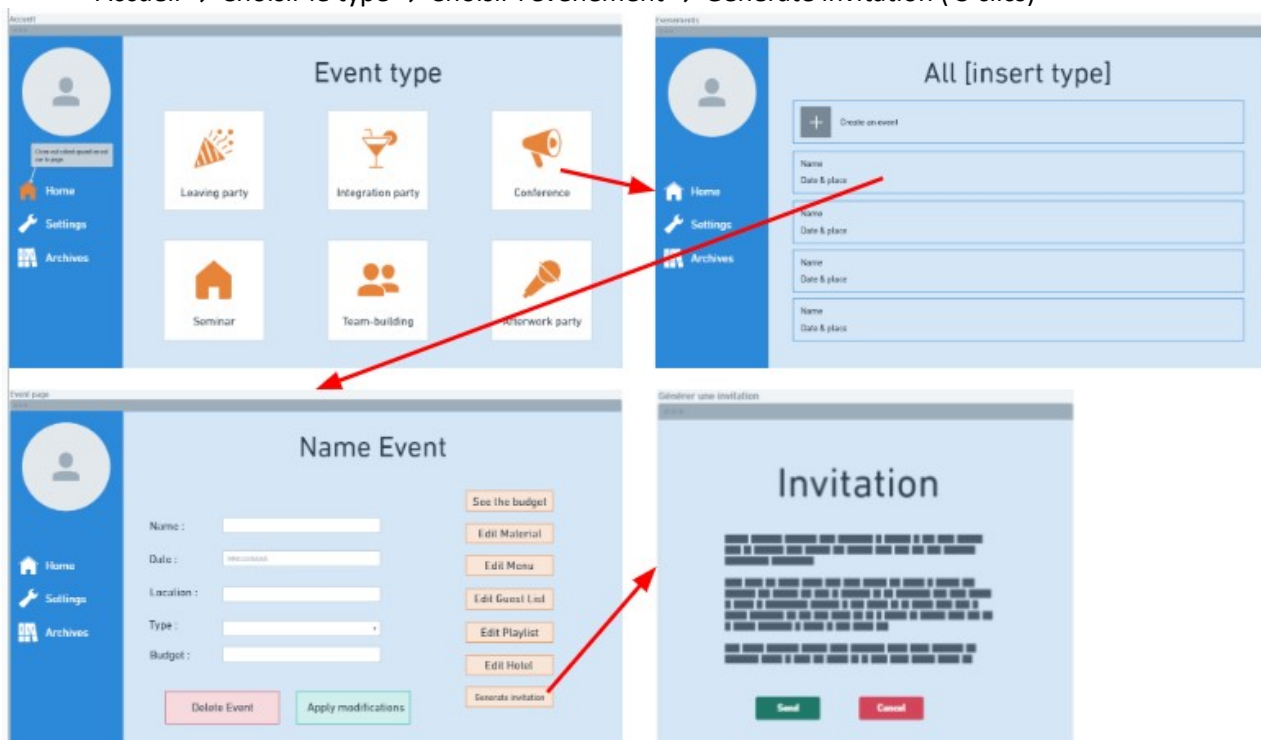 Accueil → Choisir le type → Choisir l'évènement → Generate invitation (3 clics)
Accueil
Event type
Leaving party
Integration party
Conference
Seminar
Team-building
Afterwork party
Home
Settings
Archives
Evenements
All [insert type]
Create an event
Name
Date & place
Name
Date & place
Name
Date & place
Name
Date & place
Home
Settings
Archives
Event page
Name Event
Name :
Date :
Location :
Type :
Budget :
See the budget
Edit Material
Edit Menu
Edit Guest List
Edit Playlist
Edit Hotel
Generate invitation
Delete Event
Apply modifications
Home
Settings
Archives
Générer une invitation
Invitation
Send
Cancel